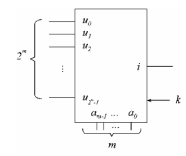 u₀
u₁
2ᵐ
u₂
⋮
i
u₂ₘ₋₁
k
aₘ₋₁ ... a₀
...
m